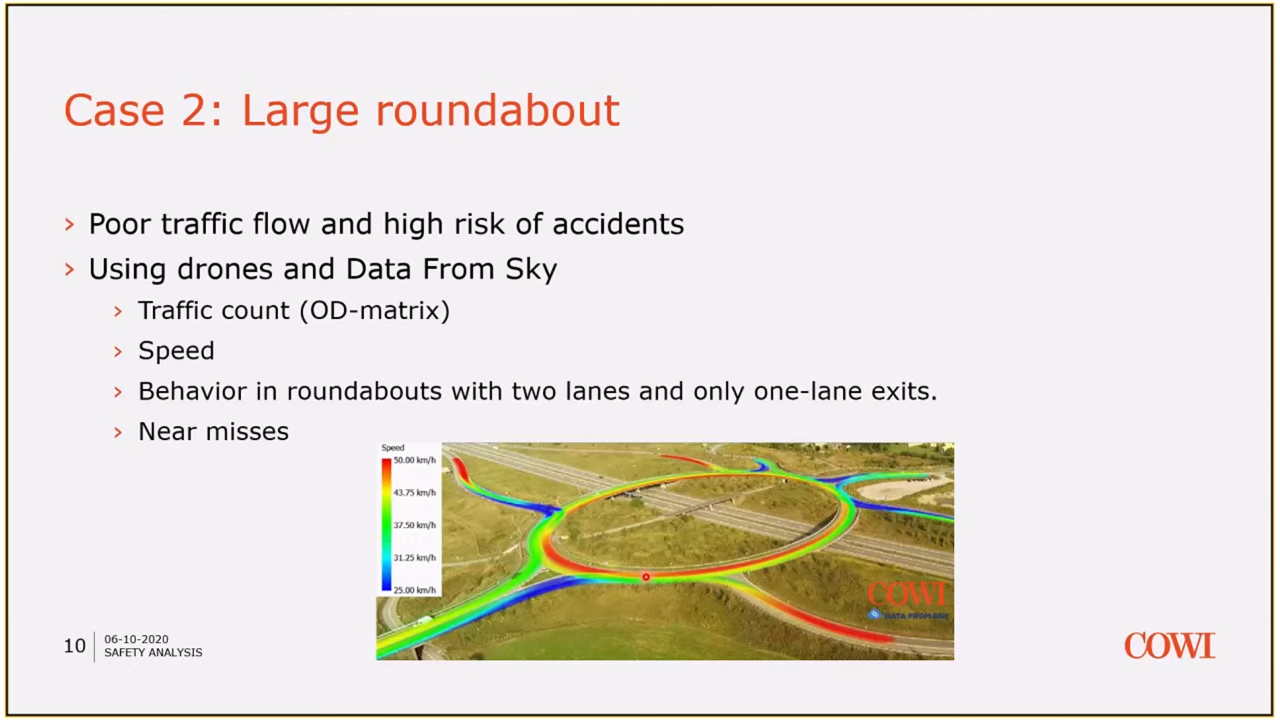 Case 2: Large roundabout
› Poor traffic flow and high risk of accidents
› Using drones and Data From Sky
› Traffic count (OD-matrix)
› Speed
› Behavior in roundabouts with two lanes and only one-lane exits.
› Near misses
Speed
50.00 km/h
43.75 km/h
37.50 km/h
31.25 km/h
25.00 km/h
COWI
DATA FROM SKY
10
06-10-2020
SAFETY ANALYSIS
COWI